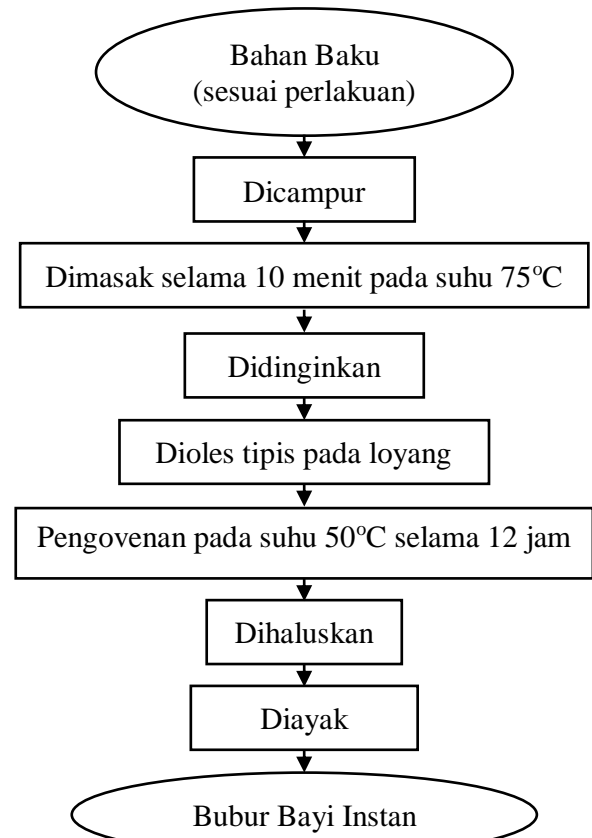 Bahan Baku
(sesuai perlakuan)
Dicampur
Dimasak selama 10 menit pada suhu 75°C
Didinginkan
Dioles tipis pada loyang
Pengovenan pada suhu 50°C selama 12 jam
Dihaluskan
Diayak
Bubur Bayi Instan